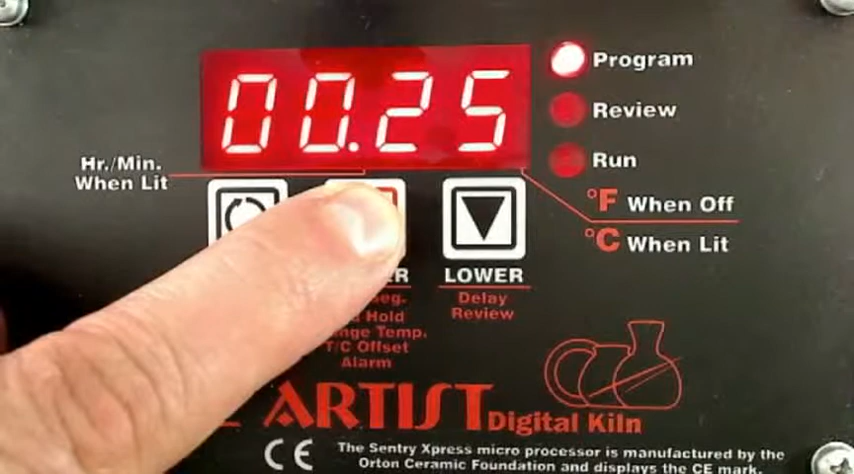 00.25
Program
Review
Run
Hr./Min.
When Lit
°F When Off
°C When Lit
LOWER
Delay
Review
Hold
Temp.
T/C Offset
Alarm
ARTIST Digital Kiln
CE The Sentry Xpress micro processor is manufactured by the
Orton Ceramic Foundation and displays the CE mark.